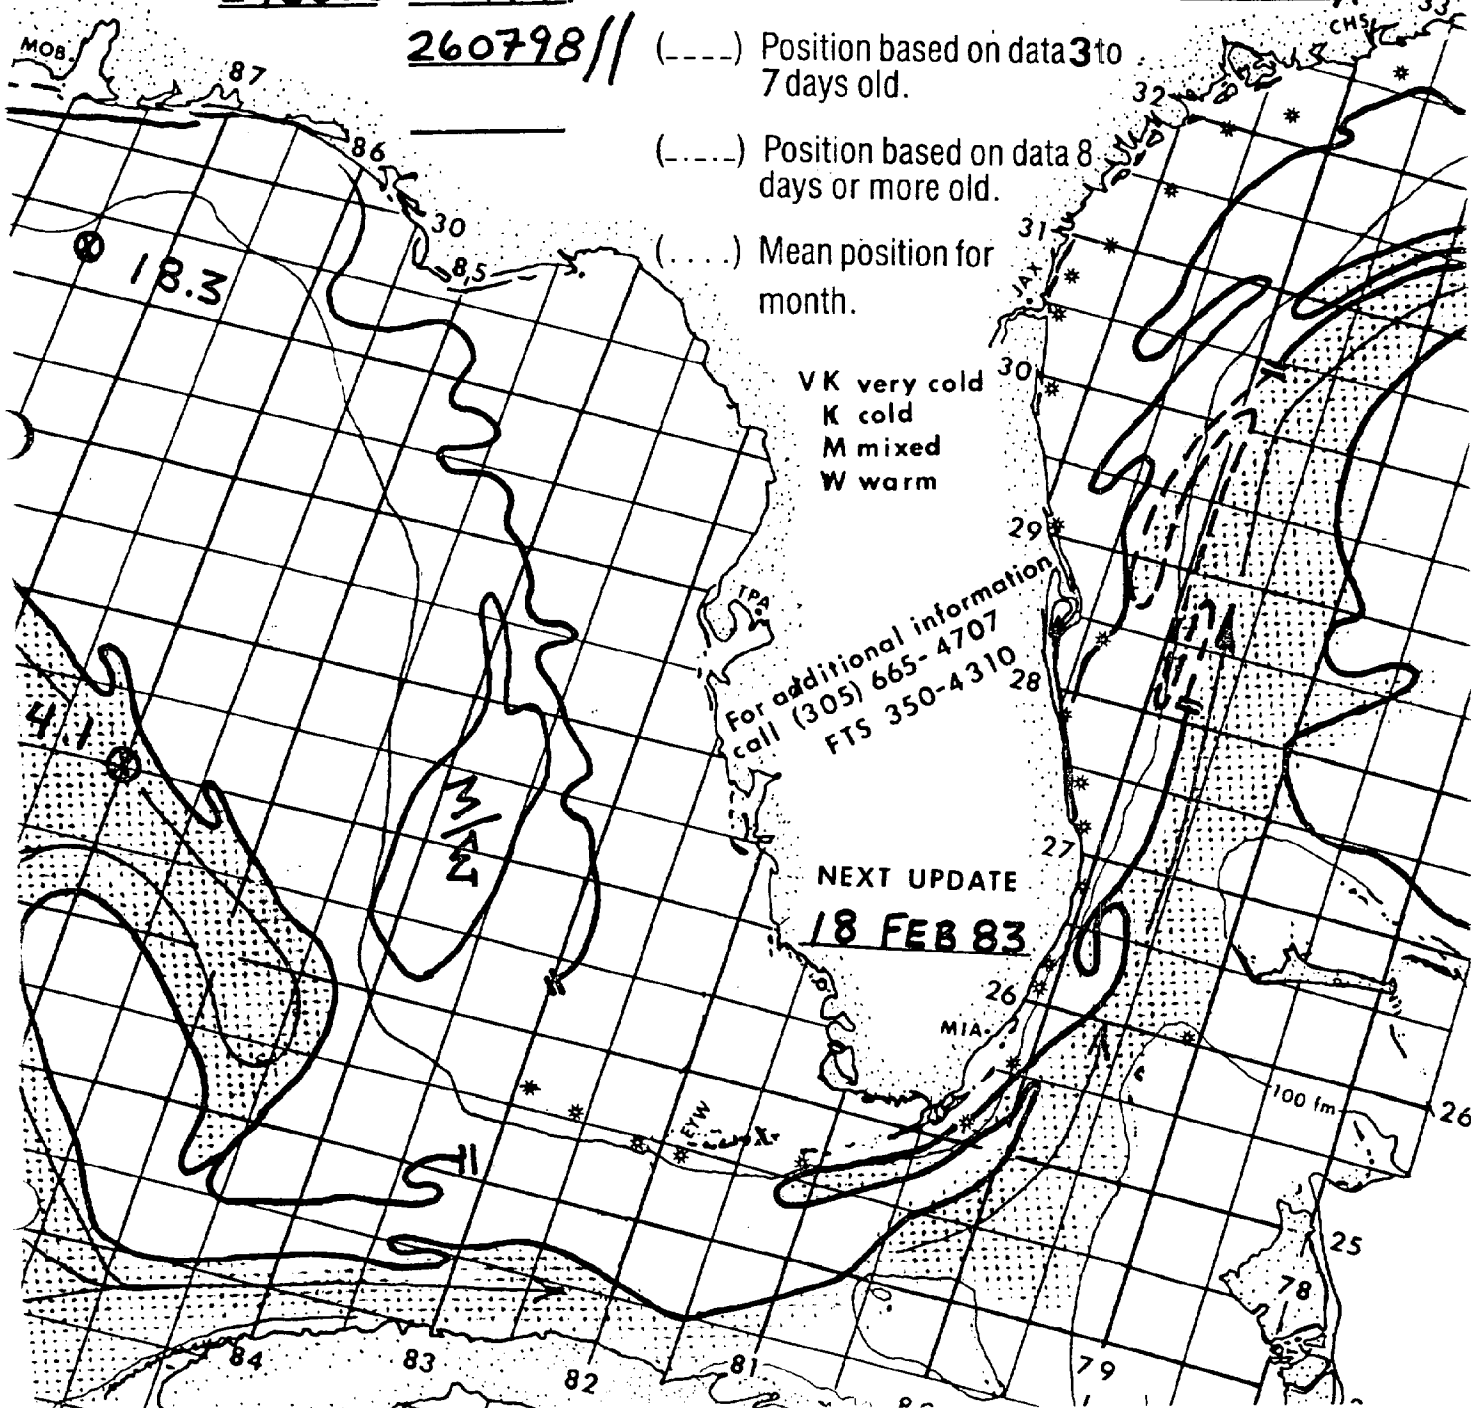 260798//
(----) Position based on data 3 to
7 days old.
(-----) Position based on data 8
days or more old.
(....) Mean position for
month.
VK very cold
K cold
M mixed
W warm
For additional information
call (305) 665-4707
FTS 350-4310
NEXT UPDATE
18 FEB 83
MOB.
87
86
30
85
18.3
4.1
TPA
CHS
33
32
31
JAX
30
29
28
27
26
MIA
EYW
100 fm
26
25
78
84
83
82
81
79